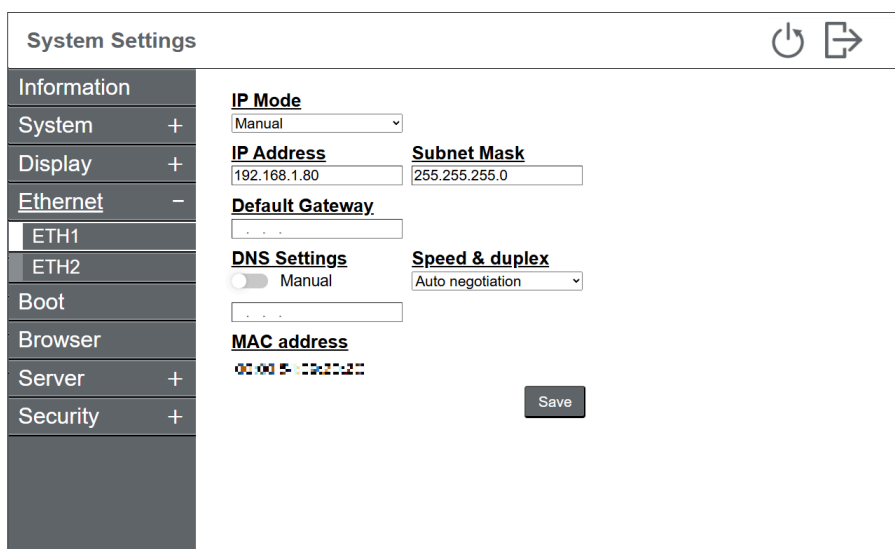 System Settings
Information
System +
Display +
Ethernet −
ETH1
ETH2
Boot
Browser
Server +
Security +
IP Mode
Manual
IP Address Subnet Mask
192.168.1.80 255.255.255.0
Default Gateway
. . .
DNS Settings Speed & duplex
Manual Auto negotiation
. . .
MAC address
Save